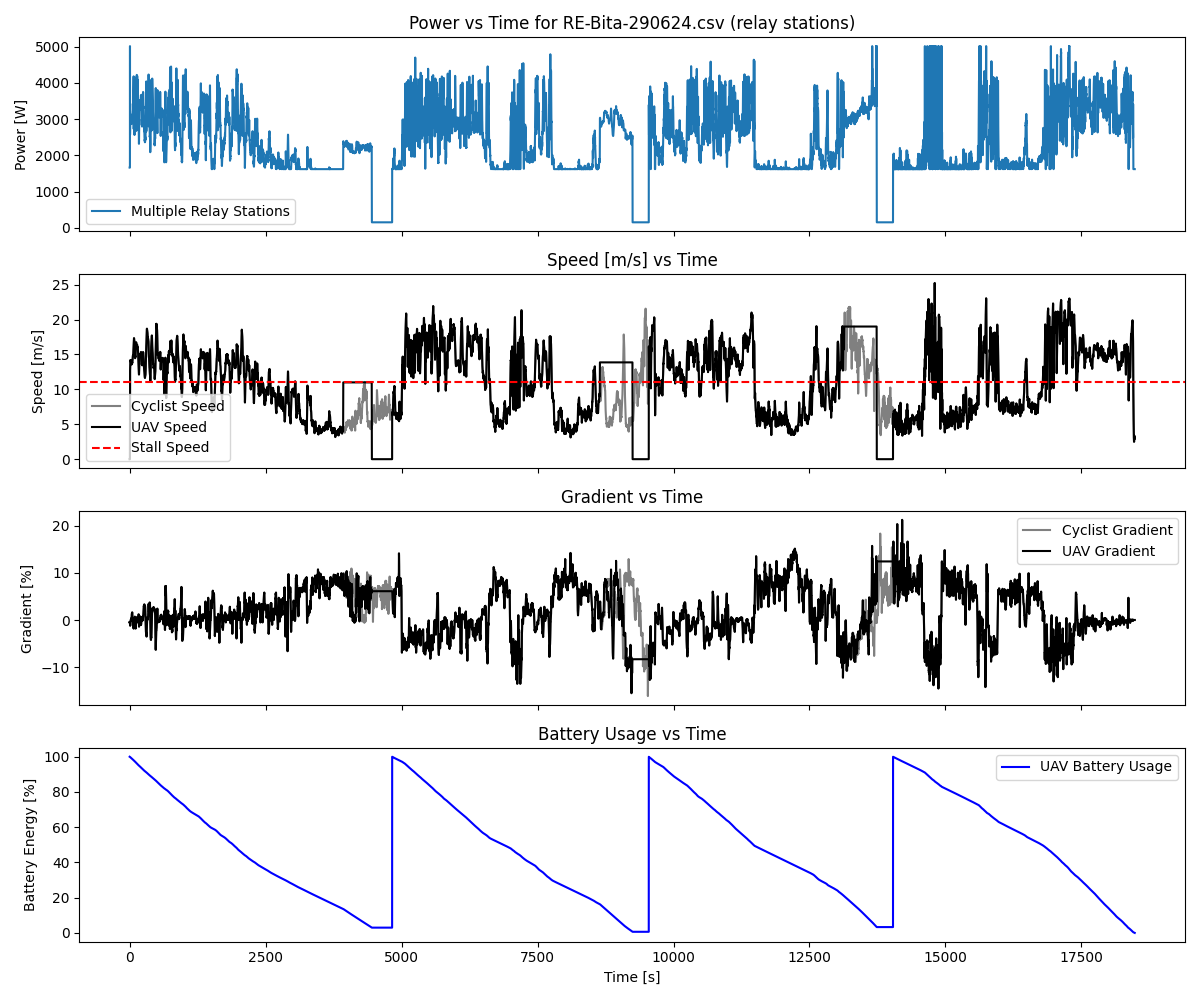 Power vs Time for RE-Bita-290624.csv (relay stations)
Power [W]
5000
4000
3000
2000
1000
0
Multiple Relay Stations
Speed [m/s] vs Time
Speed [m/s]
25
20
15
10
5
0
Cyclist Speed
UAV Speed
Stall Speed
Gradient vs Time
Gradient [%]
20
10
0
−10
Cyclist Gradient
UAV Gradient
Battery Usage vs Time
Battery Energy [%]
100
80
60
40
20
0
UAV Battery Usage
0 2500 5000 7500 10000 12500 15000 17500
Time [s]